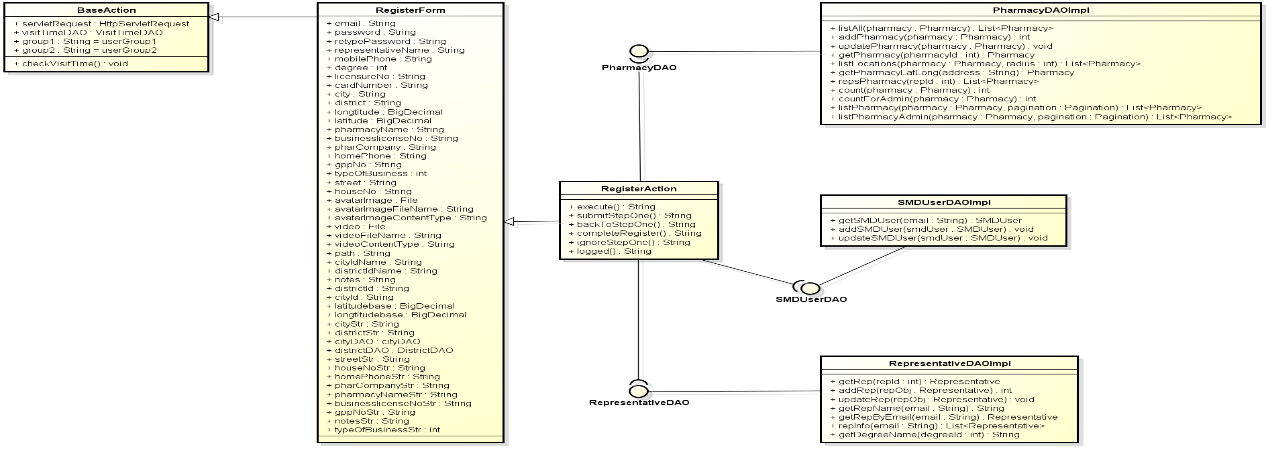 BaseAction
+ servletRequest : HttpServletRequest
+ visitTimeDAO : VisitTimeDAO
+ group1 : String = userGroup1
+ group2 : String = userGroup2
+ checkVisitTime() : void
RegisterForm
+ email : String
+ password : String
+ retypePassword : String
+ representativeName : String
+ mobilePhone : String
+ degree : int
+ licensureNo : String
+ cardNumber : String
+ city : String
+ district : String
+ longtitude : BigDecimal
+ latitude : BigDecimal
+ pharmacyName : String
+ businesslicenseNo : String
+ pharCompany : String
+ homePhone : String
+ gppNo : String
+ typeOfBusiness : int
+ street : String
+ houseNo : String
+ avatarImage : File
+ avatarImageFileName : String
+ avatarImageContentType : String
+ video : File
+ videoFileName : String
+ videoContentType : String
+ path : String
+ cityIdName : String
+ districtIdName : String
+ notes : String
+ districtId : String
+ cityId : String
+ latitudebase : BigDecimal
+ longtitudebase : BigDecimal
+ cityStr : String
+ districtStr : String
+ cityDAO : cityDAO
+ districtDAO : DistrictDAO
+ streetStr : String
+ houseNoStr : String
+ homePhoneStr : String
+ pharCompanyStr : String
+ pharmacyNameStr : String
+ businesslicenseNoStr : String
+ gppNoStr : String
+ notesStr : String
+ typeOfBusinessStr : int
PharmacyDAO
RegisterAction
+ execute() : String
+ submitStepOne() : String
+ backToStepOne() : String
+ completeRegister() : String
+ ignoreStepOne() : String
+ logged() : String
SMDUserDAO
RepresentativeDAO
PharmacyDAOImpl
+ listAll(pharmacy : Pharmacy) : List<Pharmacy>
+ addPharmacy(pharmacy : Pharmacy) : int
+ updatePharmacy(pharmacy : Pharmacy) : void
+ getPharmacy(pharmacyId : int) : Pharmacy
+ listLocations(pharmacy : Pharmacy, radius : int) : List<Pharmacy>
+ getPharmacyLatLong(address : String) : Pharmacy
+ repsPharmacy(repId : int) : List<Pharmacy>
+ count(pharmacy : Pharmacy) : int
+ countForAdmin(pharmacy : Pharmacy) : int
+ listPharmacy(pharmacy : Pharmacy, pagination : Pagination) : List<Pharmacy>
+ listPharmacyAdmin(pharmacy : Pharmacy, pagination : Pagination) : List<Pharmacy>
SMDUserDAOImpl
+ getSMDUser(email : String) : SMDUser
+ addSMDUser(smdUser : SMDUser) : void
+ updateSMDUser(smdUser : SMDUser) : void
RepresentativeDAOImpl
+ getRep(repId : int) : Representative
+ addRep(repObj : Representative) : int
+ updateRep(repObj : Representative) : void
+ getRepName(email : String) : String
+ getRepByEmail(email : String) : Representative
+ repInfo(email : String) : List<Representative>
+ getDegreeName(degreeId : int) : String